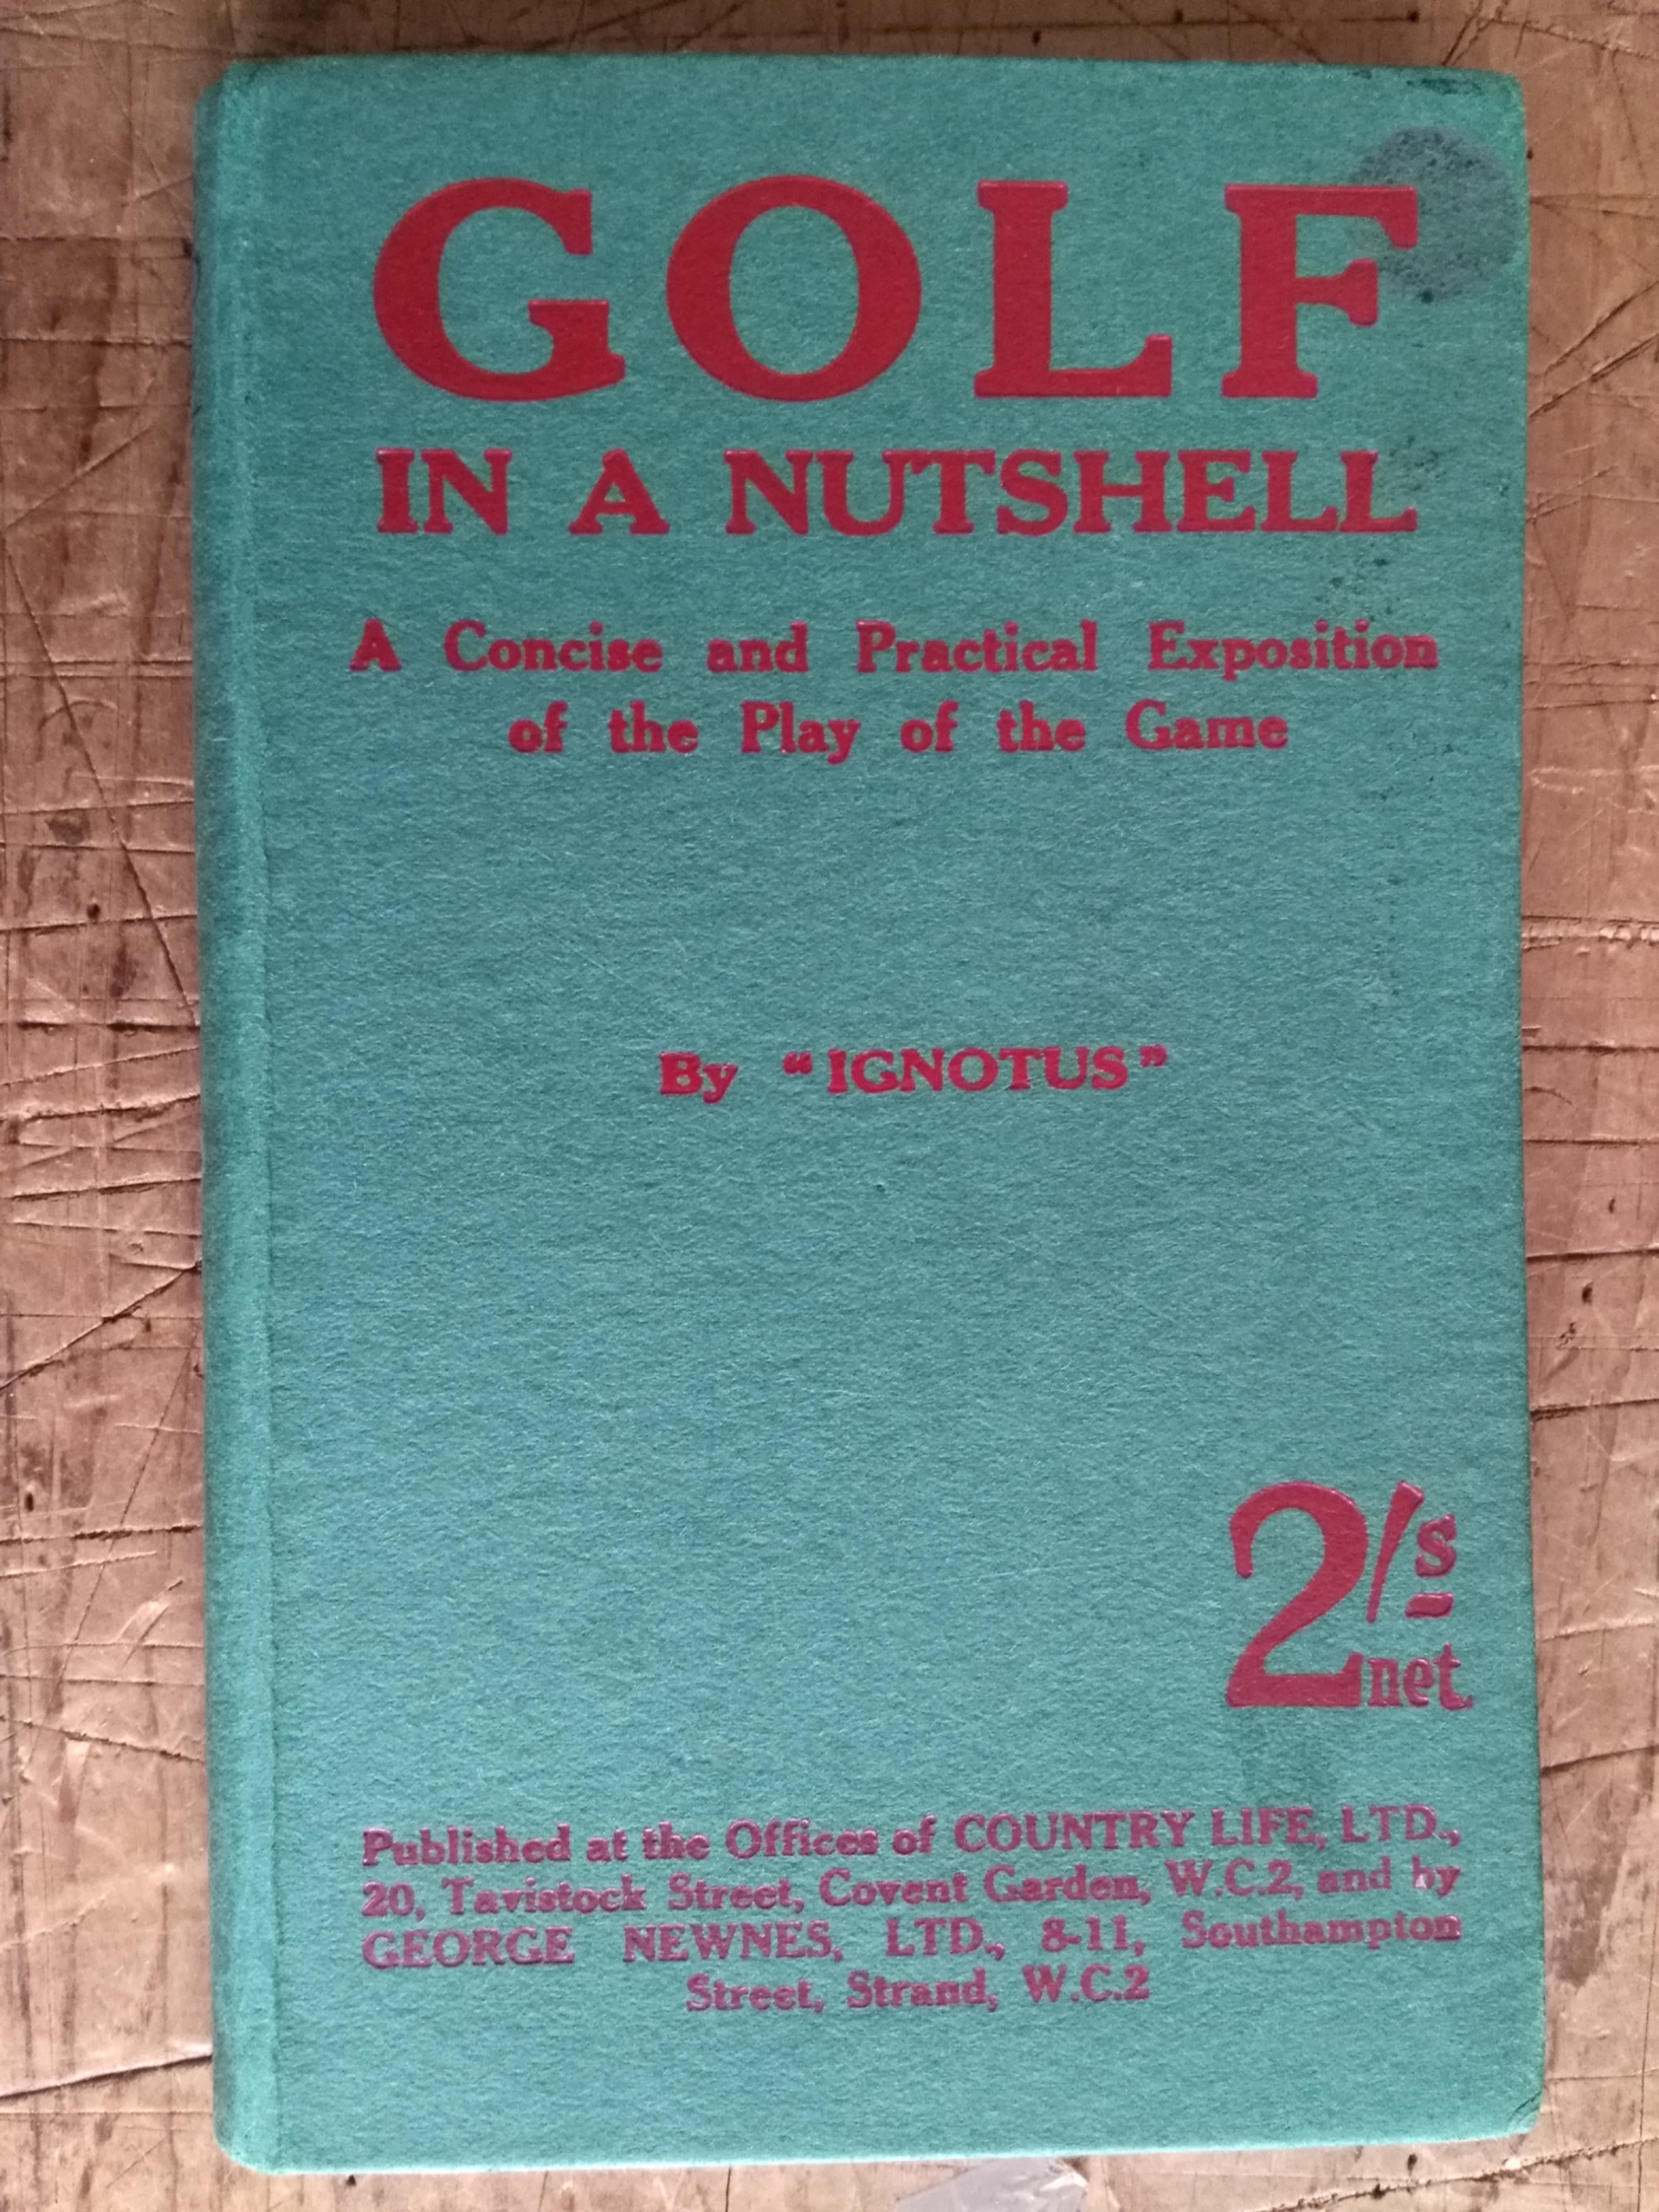 GOLF
IN A NUTSHELL
A Concise and Practical Exposition
of the Play of the Game
By "IGNOTUS"
2/s
net.
Published at the Offices of COUNTRY LIFE, LTD.,
20, Tavistock Street, Covent Garden, W.C.2, and by
GEORGE NEWNES, LTD., 8-11, Southampton
Street, Strand, W.C.2